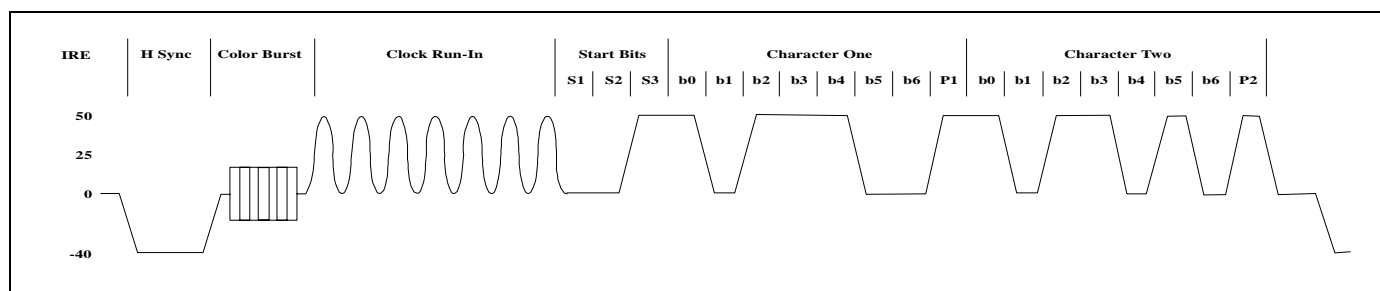 IRE H Sync Color Burst Clock Run-In Start Bits Character One Character Two
S1 S2 S3 b0 b1 b2 b3 b4 b5 b6 P1 b0 b1 b2 b3 b4 b5 b6 P2
50
25
0
-40